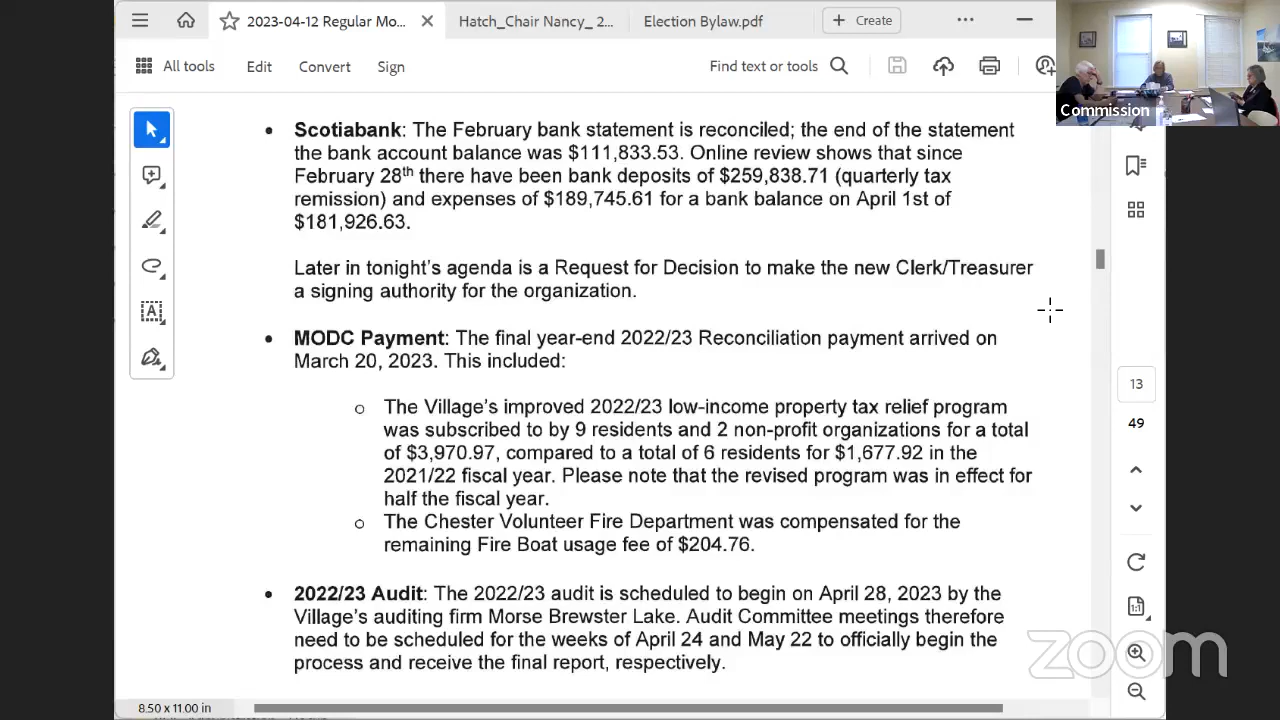 2023-04-12 Regular Mo...
Hatch_Chair Nancy_ 2...
Election Bylaw.pdf
+ Create
All tools
Edit
Convert
Sign
Find text or tools
Commission
• Scotiabank: The February bank statement is reconciled; the end of the statement
the bank account balance was $111,833.53. Online review shows that since
February 28th there have been bank deposits of $259,838.71 (quarterly tax
remission) and expenses of $189,745.61 for a bank balance on April 1st of
$181,926.63.
Later in tonight's agenda is a Request for Decision to make the new Clerk/Treasurer
a signing authority for the organization.
• MODC Payment: The final year-end 2022/23 Reconciliation payment arrived on
March 20, 2023. This included:
o The Village's improved 2022/23 low-income property tax relief program
was subscribed to by 9 residents and 2 non-profit organizations for a total
of $3,970.97, compared to a total of 6 residents for $1,677.92 in the
2021/22 fiscal year. Please note that the revised program was in effect for
half the fiscal year.
o The Chester Volunteer Fire Department was compensated for the
remaining Fire Boat usage fee of $204.76.
• 2022/23 Audit: The 2022/23 audit is scheduled to begin on April 28, 2023 by the
Village's auditing firm Morse Brewster Lake. Audit Committee meetings therefore
need to be scheduled for the weeks of April 24 and May 22 to officially begin the
process and receive the final report, respectively.
13
49
1:1
zoom
8.50 x 11.00 in